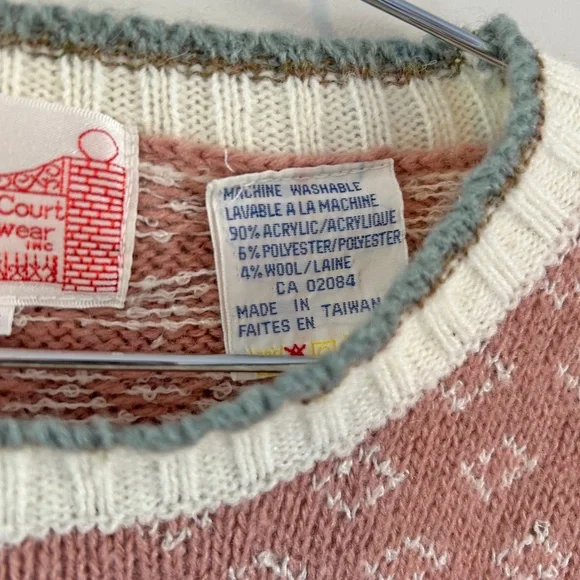 Court
wear
INC
MACHINE WASHABLE
LAVABLE A LA MACHINE
90% ACRYLIC/ACRYLIQUE
6% POLYESTER/POLYESTER
4% WOOL/LAINE
CA 02084
MADE IN TAIWAN
FAITES EN